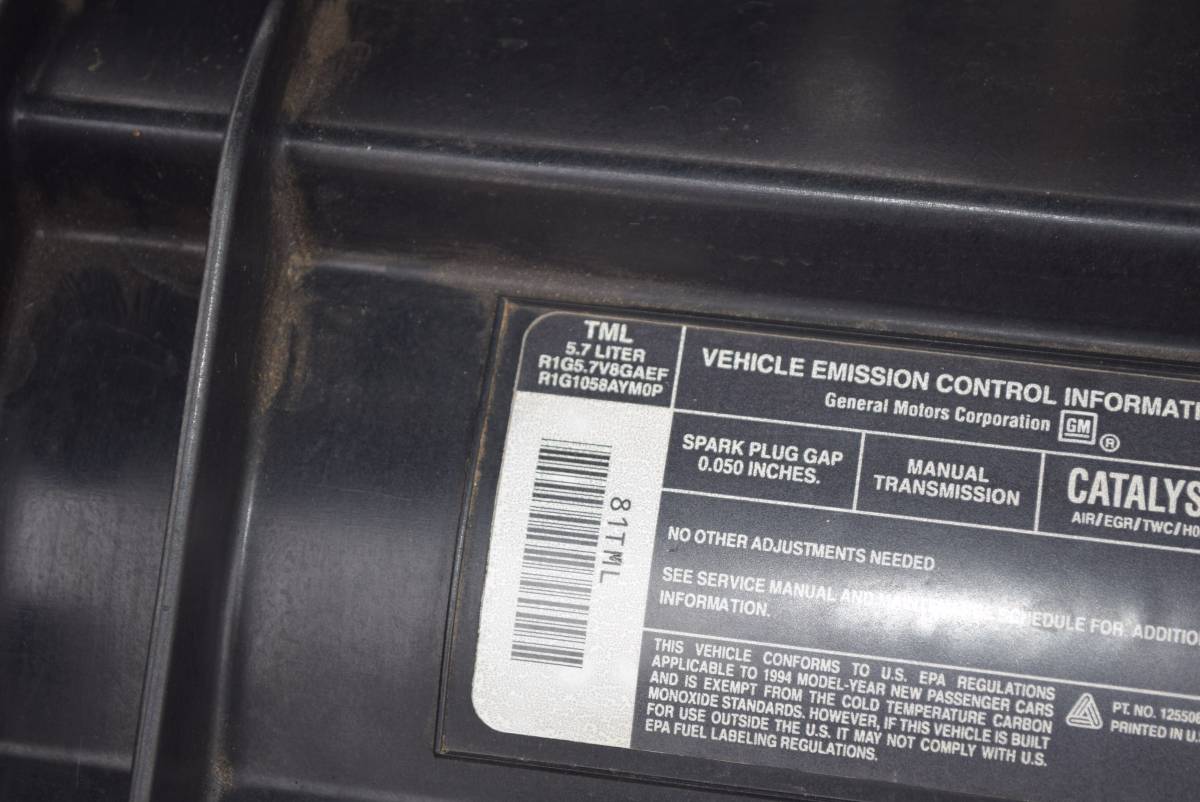 TML
5.7 LITER
R1G5.7V8GAEF
R1G1058AYM0P
81TML
VEHICLE EMISSION CONTROL INFORMATI
General Motors Corporation GM ®
SPARK PLUG GAP
0.050 INCHES.
MANUAL
TRANSMISSION
CATALYS
AIR/EGR/TWC/HO
NO OTHER ADJUSTMENTS NEEDED
SEE SERVICE MANUAL AND MAINTENANCE SCHEDULE FOR ADDITIO
INFORMATION.
THIS VEHICLE CONFORMS TO U.S. EPA REGULATIONS
APPLICABLE TO 1994 MODEL-YEAR NEW PASSENGER CARS
AND IS EXEMPT FROM THE COLD TEMPERATURE CARBON
MONOXIDE STANDARDS. HOWEVER, IF THIS VEHICLE IS BUILT
FOR USE OUTSIDE THE U.S. IT MAY NOT COMPLY WITH U.S.
EPA FUEL LABELING REGULATIONS.
PT. NO. 12550
PRINTED IN U.S